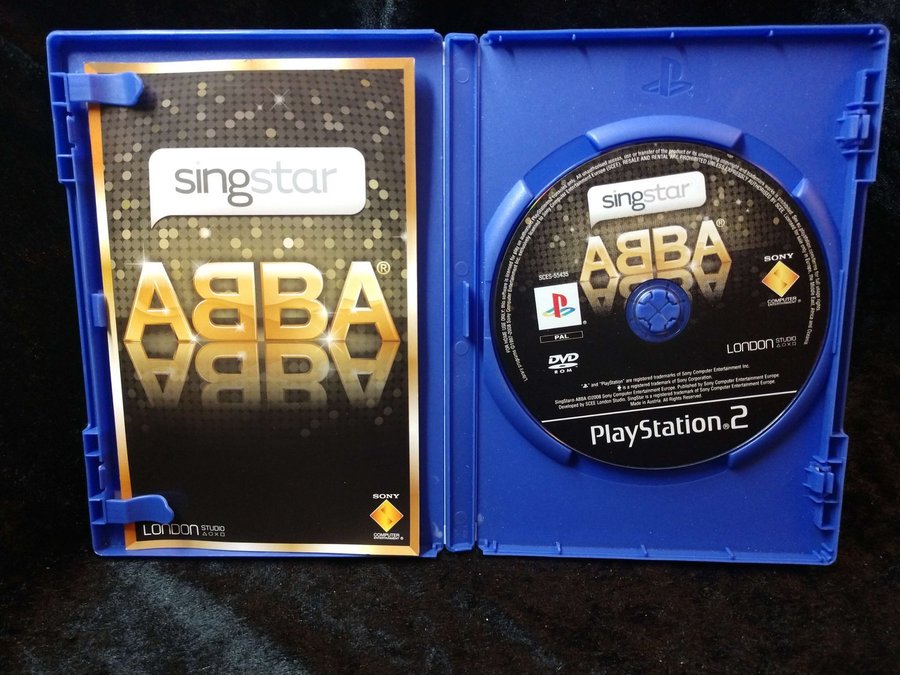 singstar
ABBA®
LONDON STUDIO
SONY
COMPUTER
ENTERTAINMENT®
singstar
ABBA®
SCES-55435
PAL
DVD
ROM
SONY
COMPUTER
LONDON STUDIO
and "PlayStation" are registered trademarks of Sony Computer Entertainment Inc.
is a registered trademark of Sony Corporation.
SingStar® ABBA ©2008 Sony Computer Entertainment Europe. Published by Sony Computer Entertainment Europe.
Developed by SCEE London Studio. SingStar is a registered trademark of Sony Computer Entertainment Europe.
Made in Austria. All Rights Reserved.
PlayStation®2